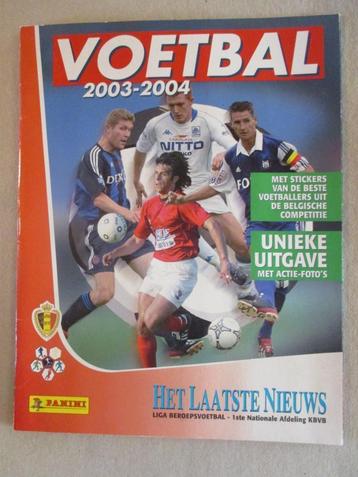 VOETBAL
2003-2004
NITTO
MET STICKERS
VAN DE BESTE
VOETBALLERS UIT
DE BELGISCHE
COMPETITIE
UNIEKE
UITGAVE
MET ACTIE-FOTO'S
PANINI
HET LAATSTE NIEUWS
LIGA BEROEPSVOETBAL - 1ste Nationale Afdeling KBVB